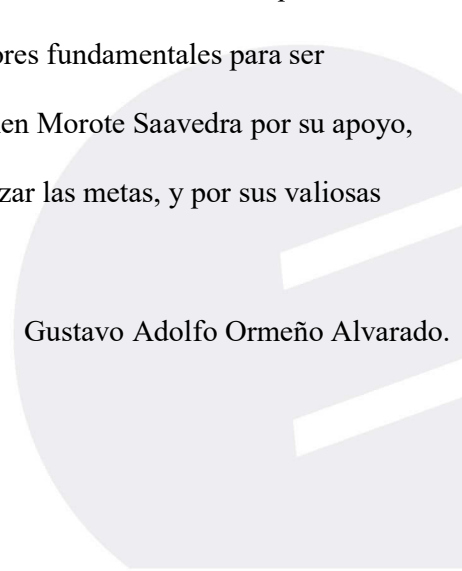 ores fundamentales para ser
en Morote Saavedra por su apoyo,
zar las metas, y por sus valiosas
Gustavo Adolfo Ormeño Alvarado.